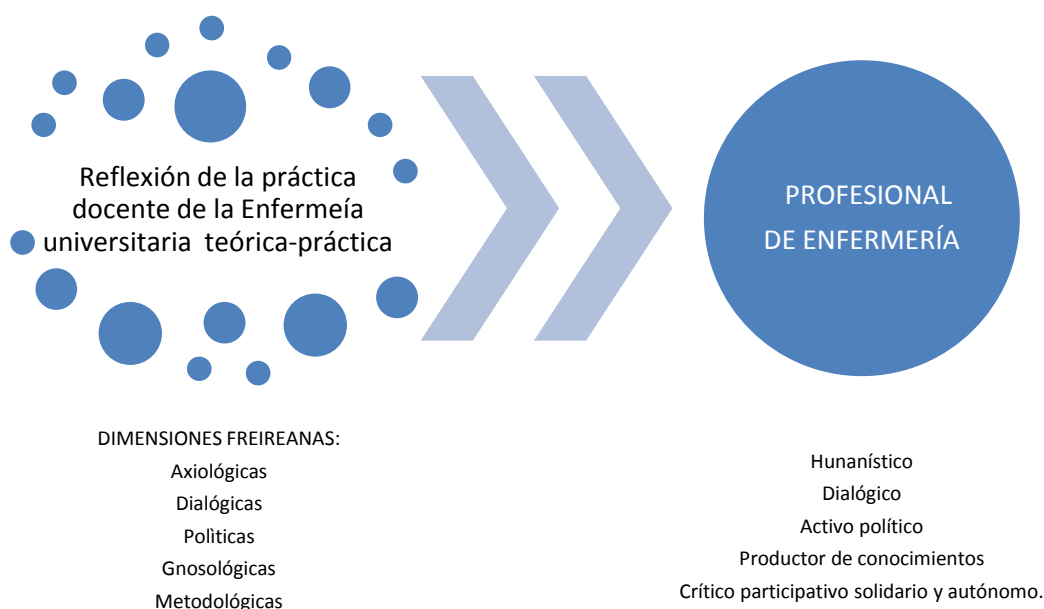 Reflexión de la práctica
docente de la Enfermeía
universitaria teórica-práctica
PROFESIONAL
DE ENFERMERÍA
DIMENSIONES FREIREANAS:
Axiológicas
Dialógicas
Polìticas
Gnosológicas
Metodológicas
Hunanístico
Dialógico
Activo político
Productor de conocimientos
Crítico participativo solidario y autónomo.